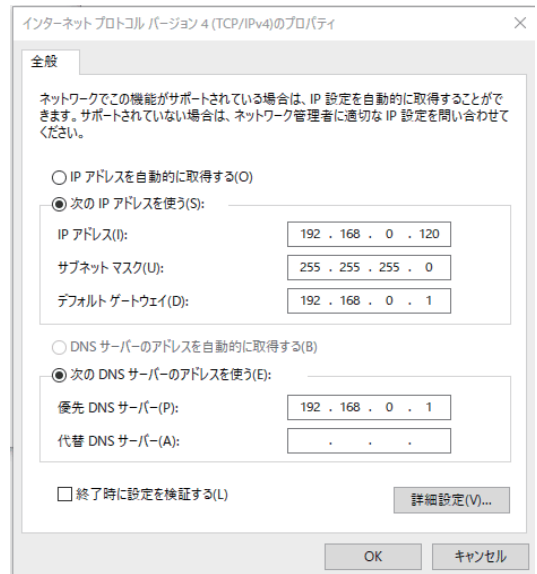 インターネット プロトコル バージョン 4 (TCP/IPv4)のプロパティ
全般
ネットワークでこの機能がサポートされている場合は、IP 設定を自動的に取得することがで
きます。サポートされていない場合は、ネットワーク管理者に適切な IP 設定を問い合わせて
ください。
IP アドレスを自動的に取得する(O)
次の IP アドレスを使う(S):
IP アドレス(I): 192 . 168 . 0 . 120
サブネット マスク(U): 255 . 255 . 255 . 0
デフォルト ゲートウェイ(D): 192 . 168 . 0 . 1
DNS サーバーのアドレスを自動的に取得する(B)
次の DNS サーバーのアドレスを使う(E):
優先 DNS サーバー(P): 192 . 168 . 0 . 1
代替 DNS サーバー(A): . . .
終了時に設定を検証する(L) 詳細設定(V)...
OK キャンセル